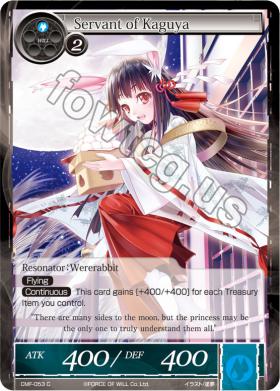 Servant of Kaguya
WILL
2
fowtcg.us
Resonator : Wererabbit
Flying
Continuous This card gains [+400/+400] for each Treasury
Item you control.
"There are many sides to the moon, but the princess may be
the only one to truly understand them all."
ATK 400/ DEF 400
CMF-053 C ©FORCE OF WILL Co., Ltd.